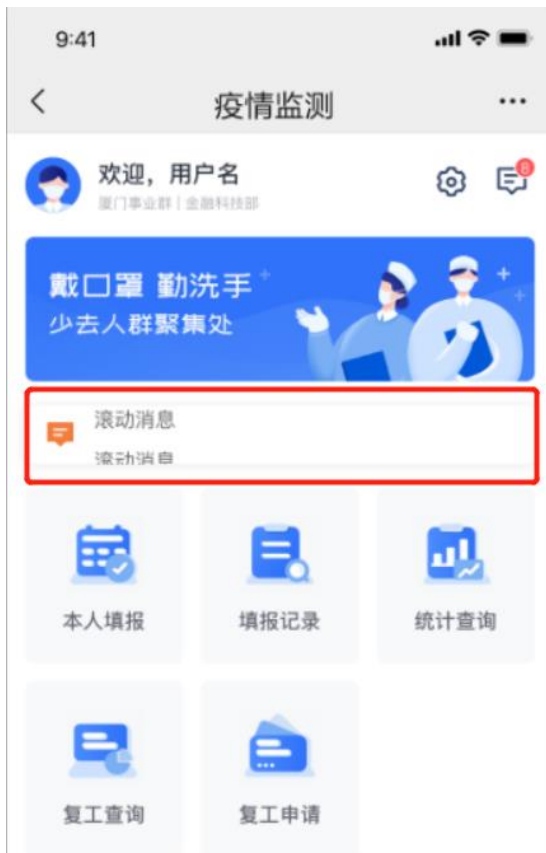 9:41
疫情监测
欢迎，用户名
厦门事业群 | 金融科技部
8
戴口罩 勤洗手
少去人群聚集处
滚动消息
滚动消息
本人填报
填报记录
统计查询
复工查询
复工申请